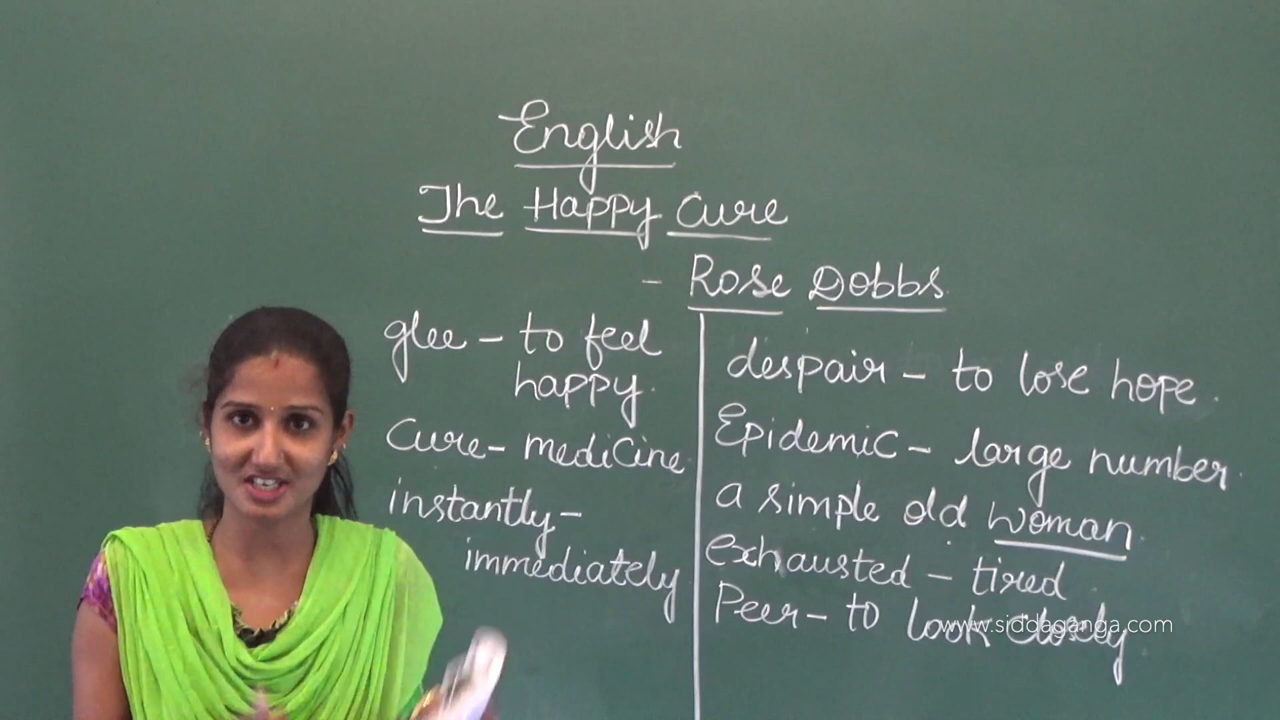 English
The Happy Cure
- Rose Dobbs
glee - to feel
happy.
Cure - medicine
instantly -
immediately
despair - to lose hope.
Epidemic - large number
a simple old woman
exhausted - tired
Peer - to look closely
www.siddaganga.com